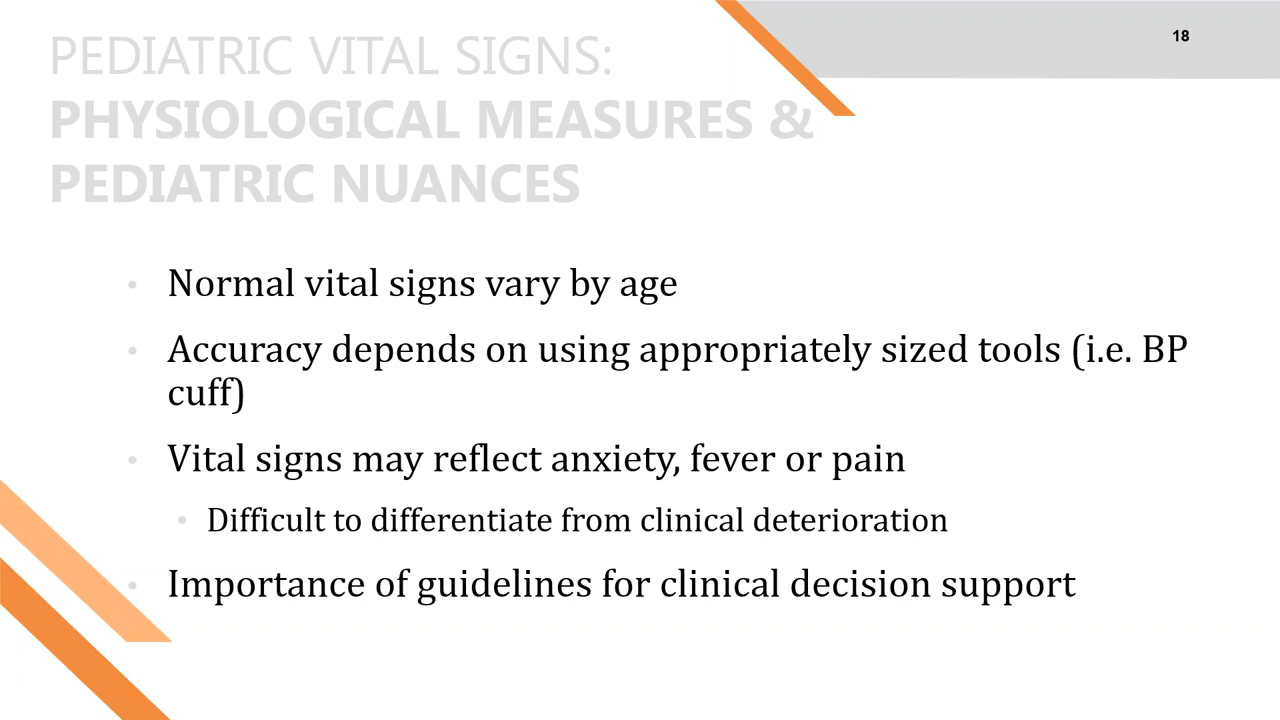 18
PEDIATRIC VITAL SIGNS:
PHYSIOLOGICAL MEASURES &
PEDIATRIC NUANCES
• Normal vital signs vary by age
• Accuracy depends on using appropriately sized tools (i.e. BP
cuff)
• Vital signs may reflect anxiety, fever or pain
• Difficult to differentiate from clinical deterioration
• Importance of guidelines for clinical decision support